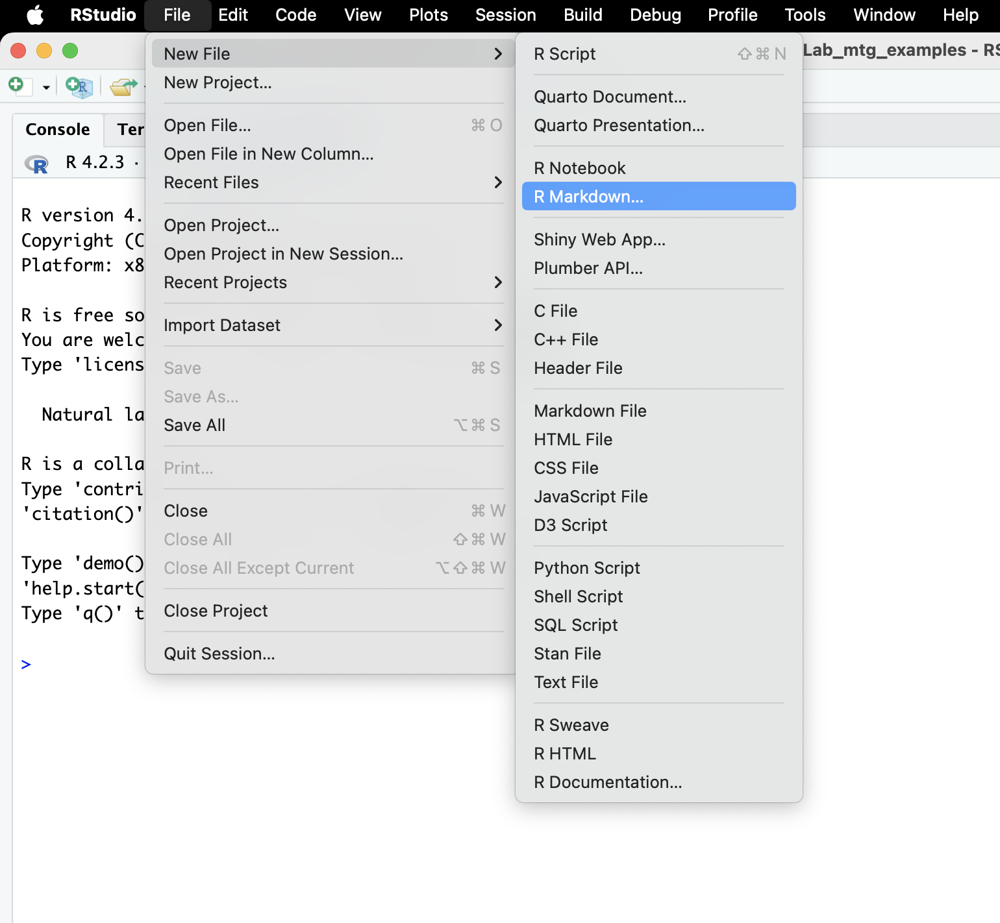 RStudio File Edit Code View Plots Session Build Debug Profile Tools Window Help
Lab_mtg_examples - RS
New File
New Project...
Open File... ⌘ O
Open File in New Column...
Recent Files
Open Project...
Open Project in New Session...
Recent Projects
Import Dataset
Save ⌘ S
Save As...
Save All ⌥ ⌘ S
Print...
Close ⌘ W
Close All ⇧ ⌘ W
Close All Except Current ⌥ ⇧ ⌘ W
Close Project
Quit Session...
R Script ⇧ ⌘ N
Quarto Document...
Quarto Presentation...
R Notebook
R Markdown...
Shiny Web App...
Plumber API...
C File
C++ File
Header File
Markdown File
HTML File
CSS File
JavaScript File
D3 Script
Python Script
Shell Script
SQL Script
Stan File
Text File
R Sweave
R HTML
R Documentation...
Console Ter
R R 4.2.3 ·
R version 4.
Copyright (C
Platform: x8
R is free so
You are welc
Type 'licens
Natural la
R is a colla
Type 'contri
'citation()'
Type 'demo()
'help.start(
Type 'q()' t
>